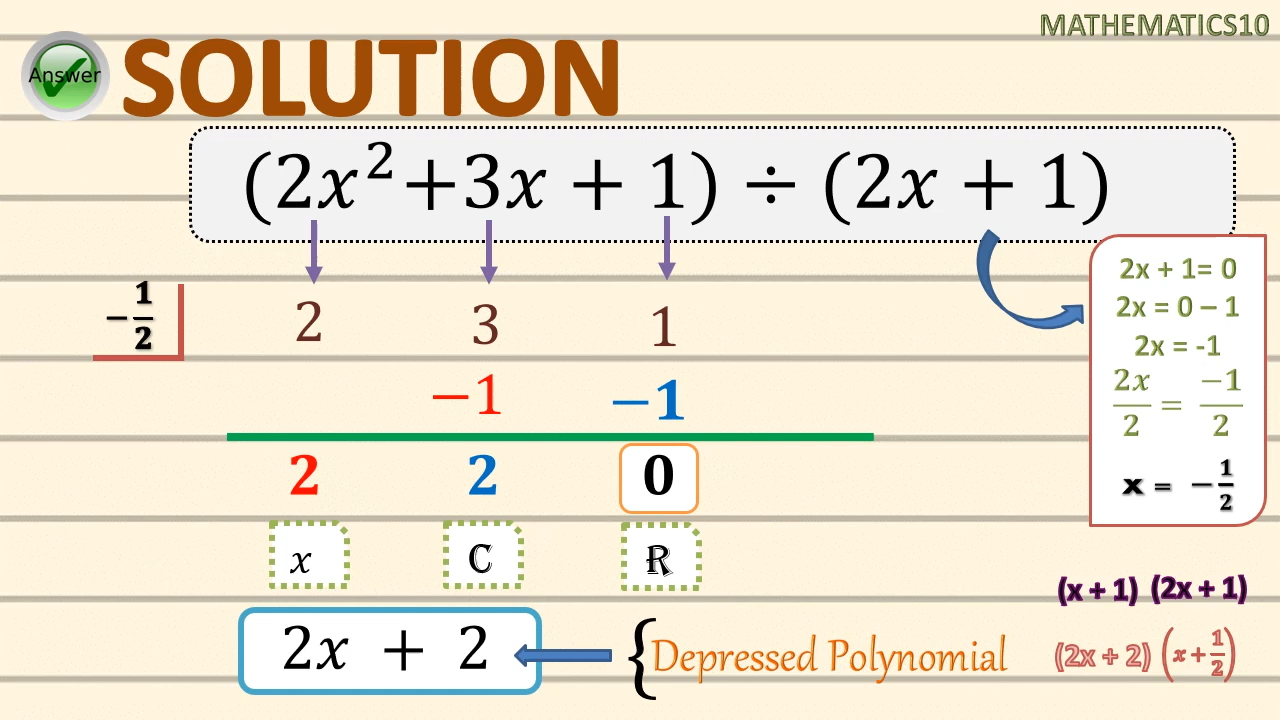 MATHEMATICS10
Answer
SOLUTION
(2x²+3x + 1) ÷ (2x + 1)
2x + 1= 0
2x = 0 – 1
2x = -1
2x/2 = −1/2
x = −1/2
−1/2 2 3 1
−1 −1
2 2 0
x C R
(x + 1) (2x + 1)
2x + 2 { Depressed Polynomial
(2x + 2) (x + 1/2)